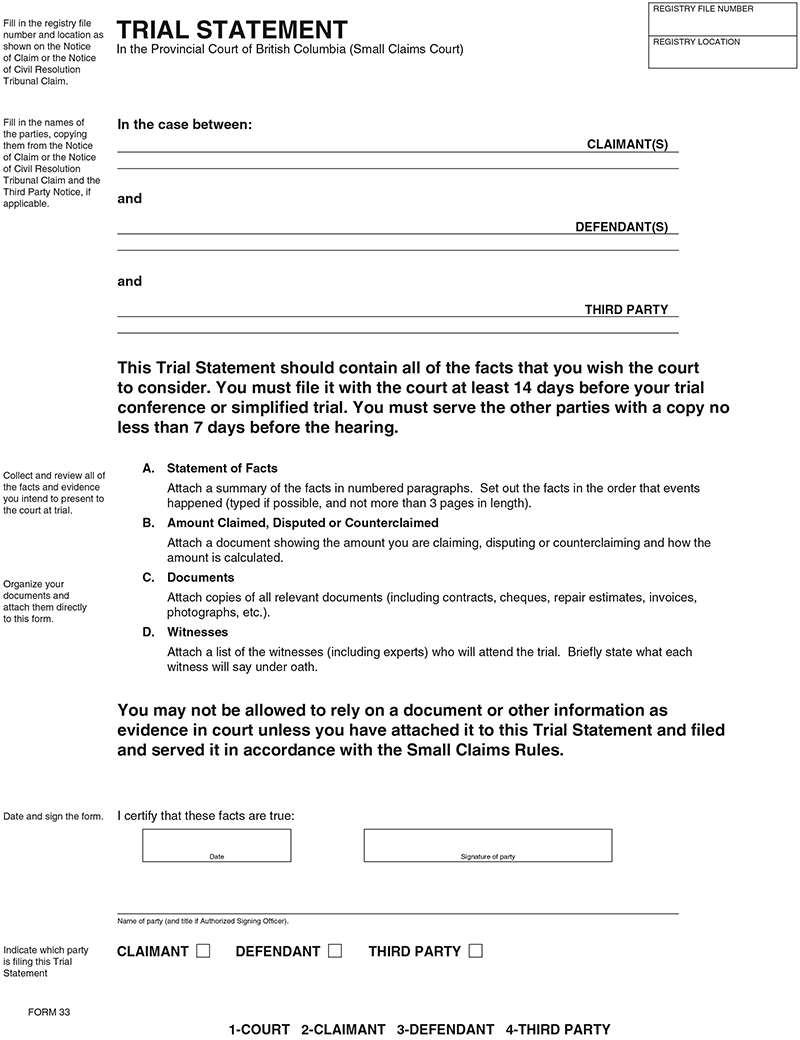 Fill in the registry file
number and location as
shown on the Notice
of Claim or the Notice
of Civil Resolution
Tribunal Claim.
TRIAL STATEMENT
In the Provincial Court of British Columbia (Small Claims Court)
REGISTRY FILE NUMBER
REGISTRY LOCATION
Fill in the names of
the parties, copying
them from the Notice
of Claim or the Notice
of Civil Resolution
Tribunal Claim and the
Third Party Notice, if
applicable.
In the case between:
CLAIMANT(S)
and
DEFENDANT(S)
and
THIRD PARTY
This Trial Statement should contain all of the facts that you wish the court
to consider. You must file it with the court at least 14 days before your trial
conference or simplified trial. You must serve the other parties with a copy no
less than 7 days before the hearing.
Collect and review all of
the facts and evidence
you intend to present to
the court at trial.
A. Statement of Facts
Attach a summary of the facts in numbered paragraphs. Set out the facts in the order that events
happened (typed if possible, and not more than 3 pages in length).
B. Amount Claimed, Disputed or Counterclaimed
Attach a document showing the amount you are claiming, disputing or counterclaiming and how the
amount is calculated.
Organize your
documents and
attach them directly
to this form.
C. Documents
Attach copies of all relevant documents (including contracts, cheques, repair estimates, invoices,
photographs, etc.).
D. Witnesses
Attach a list of the witnesses (including experts) who will attend the trial. Briefly state what each
witness will say under oath.
You may not be allowed to rely on a document or other information as
evidence in court unless you have attached it to this Trial Statement and filed
and served it in accordance with the Small Claims Rules.
Date and sign the form.
I certify that these facts are true:
Date
Signature of party
Name of party (and title if Authorized Signing Officer).
Indicate which party
is filing this Trial
Statement
CLAIMANT DEFENDANT THIRD PARTY
FORM 33
1-COURT 2-CLAIMANT 3-DEFENDANT 4-THIRD PARTY